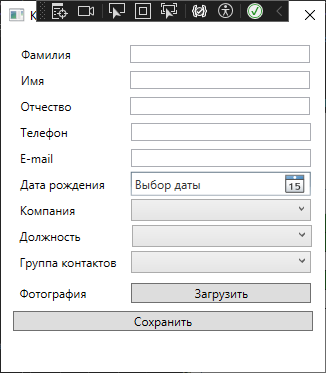 Фамилия
Имя
Отчество
Телефон
E-mail
Дата рождения Выбор даты 15
Компания
Должность
Группа контактов
Фотография Загрузить
Сохранить